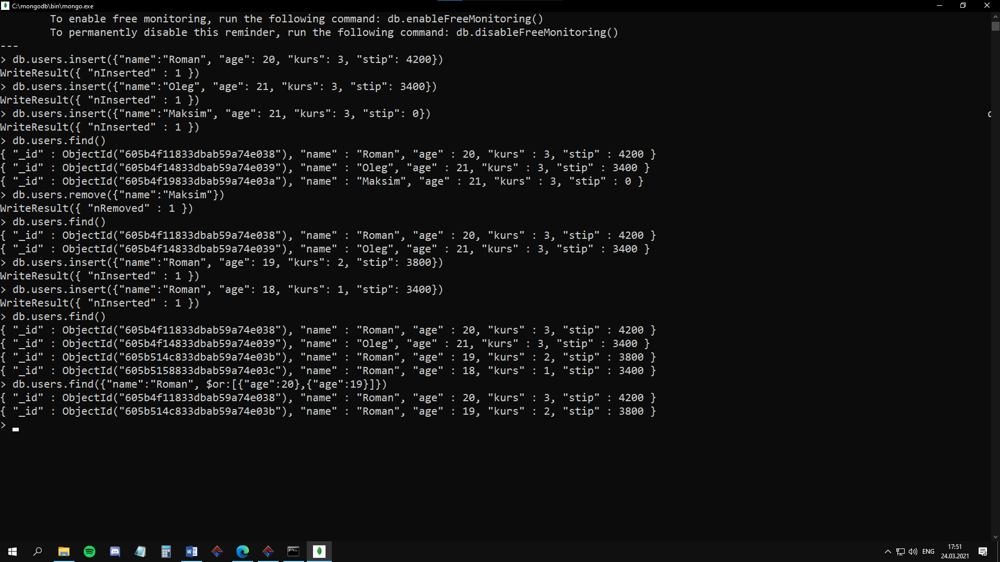 C:\mongodb\bin\mongo.exe
To enable free monitoring, run the following command: db.enableFreeMonitoring()
To permanently disable this reminder, run the following command: db.disableFreeMonitoring()
---
> db.users.insert({"name":"Roman", "age": 20, "kurs": 3, "stip": 4200})
WriteResult({ "nInserted" : 1 })
> db.users.insert({"name":"Oleg", "age": 21, "kurs": 3, "stip": 3400})
WriteResult({ "nInserted" : 1 })
> db.users.insert({"name":"Maksim", "age": 21, "kurs": 3, "stip": 0})
WriteResult({ "nInserted" : 1 })
> db.users.find()
{ "_id" : ObjectId("605b4f11833dbab59a74e038"), "name" : "Roman", "age" : 20, "kurs" : 3, "stip" : 4200 }
{ "_id" : ObjectId("605b4f14833dbab59a74e039"), "name" : "Oleg", "age" : 21, "kurs" : 3, "stip" : 3400 }
{ "_id" : ObjectId("605b4f19833dbab59a74e03a"), "name" : "Maksim", "age" : 21, "kurs" : 3, "stip" : 0 }
> db.users.remove({"name":"Maksim"})
WriteResult({ "nRemoved" : 1 })
> db.users.find()
{ "_id" : ObjectId("605b4f11833dbab59a74e038"), "name" : "Roman", "age" : 20, "kurs" : 3, "stip" : 4200 }
{ "_id" : ObjectId("605b4f14833dbab59a74e039"), "name" : "Oleg", "age" : 21, "kurs" : 3, "stip" : 3400 }
> db.users.insert({"name":"Roman", "age": 19, "kurs": 2, "stip": 3800})
WriteResult({ "nInserted" : 1 })
> db.users.insert({"name":"Roman", "age": 18, "kurs": 1, "stip": 3400})
WriteResult({ "nInserted" : 1 })
> db.users.find()
{ "_id" : ObjectId("605b4f11833dbab59a74e038"), "name" : "Roman", "age" : 20, "kurs" : 3, "stip" : 4200 }
{ "_id" : ObjectId("605b4f14833dbab59a74e039"), "name" : "Oleg", "age" : 21, "kurs" : 3, "stip" : 3400 }
{ "_id" : ObjectId("605b514c833dbab59a74e03b"), "name" : "Roman", "age" : 19, "kurs" : 2, "stip" : 3800 }
{ "_id" : ObjectId("605b5158833dbab59a74e03c"), "name" : "Roman", "age" : 18, "kurs" : 1, "stip" : 3400 }
> db.users.find({"name":"Roman", $or:[{"age":20},{"age":19}]})
{ "_id" : ObjectId("605b4f11833dbab59a74e038"), "name" : "Roman", "age" : 20, "kurs" : 3, "stip" : 4200 }
{ "_id" : ObjectId("605b514c833dbab59a74e03b"), "name" : "Roman", "age" : 19, "kurs" : 2, "stip" : 3800 }
>
ENG
17:51
24.03.2021